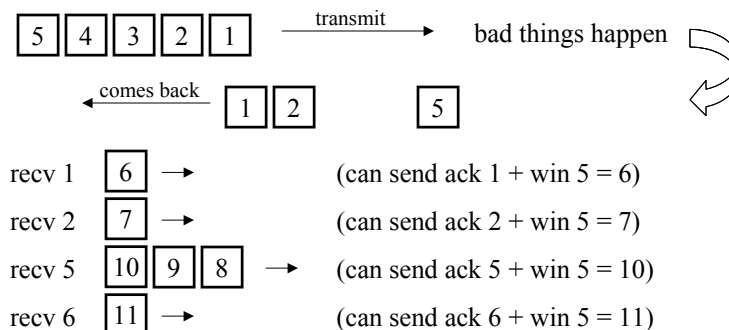 5 4 3 2 1 transmit bad things happen
comes back 1 2 5
recv 1 6 (can send ack 1 + win 5 = 6)
recv 2 7 (can send ack 2 + win 5 = 7)
recv 5 10 9 8 (can send ack 5 + win 5 = 10)
recv 6 11 (can send ack 6 + win 5 = 11)